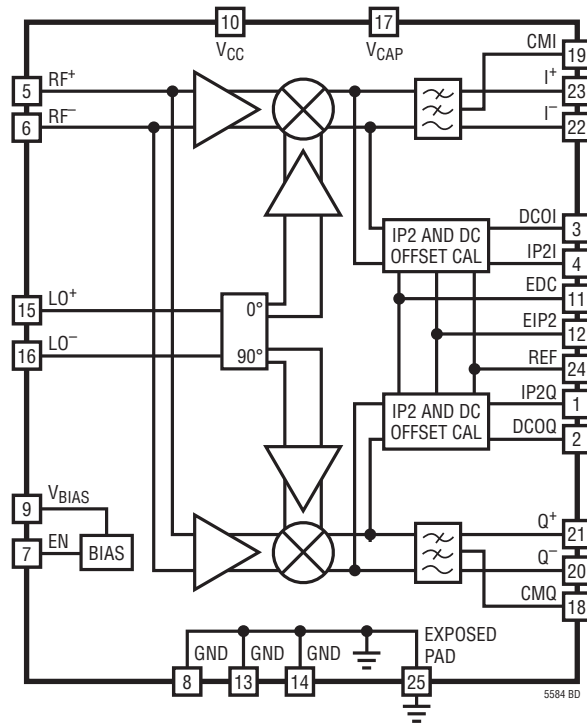 10
V_CC
17
V_CAP
5 RF+
6 RF−
CMI 19
I+ 23
I− 22
IP2 AND DC
OFFSET CAL
DCOI 3
IP2I 4
EDC 11
EIP2 12
REF 24
15 LO+
16 LO−
0°
90°
IP2 AND DC
OFFSET CAL
IP2Q 1
DCOQ 2
9 V_BIAS
7 EN
BIAS
Q+ 21
Q− 20
CMQ 18
GND
8
GND
13
GND
14
EXPOSED
PAD
25
5584 BD